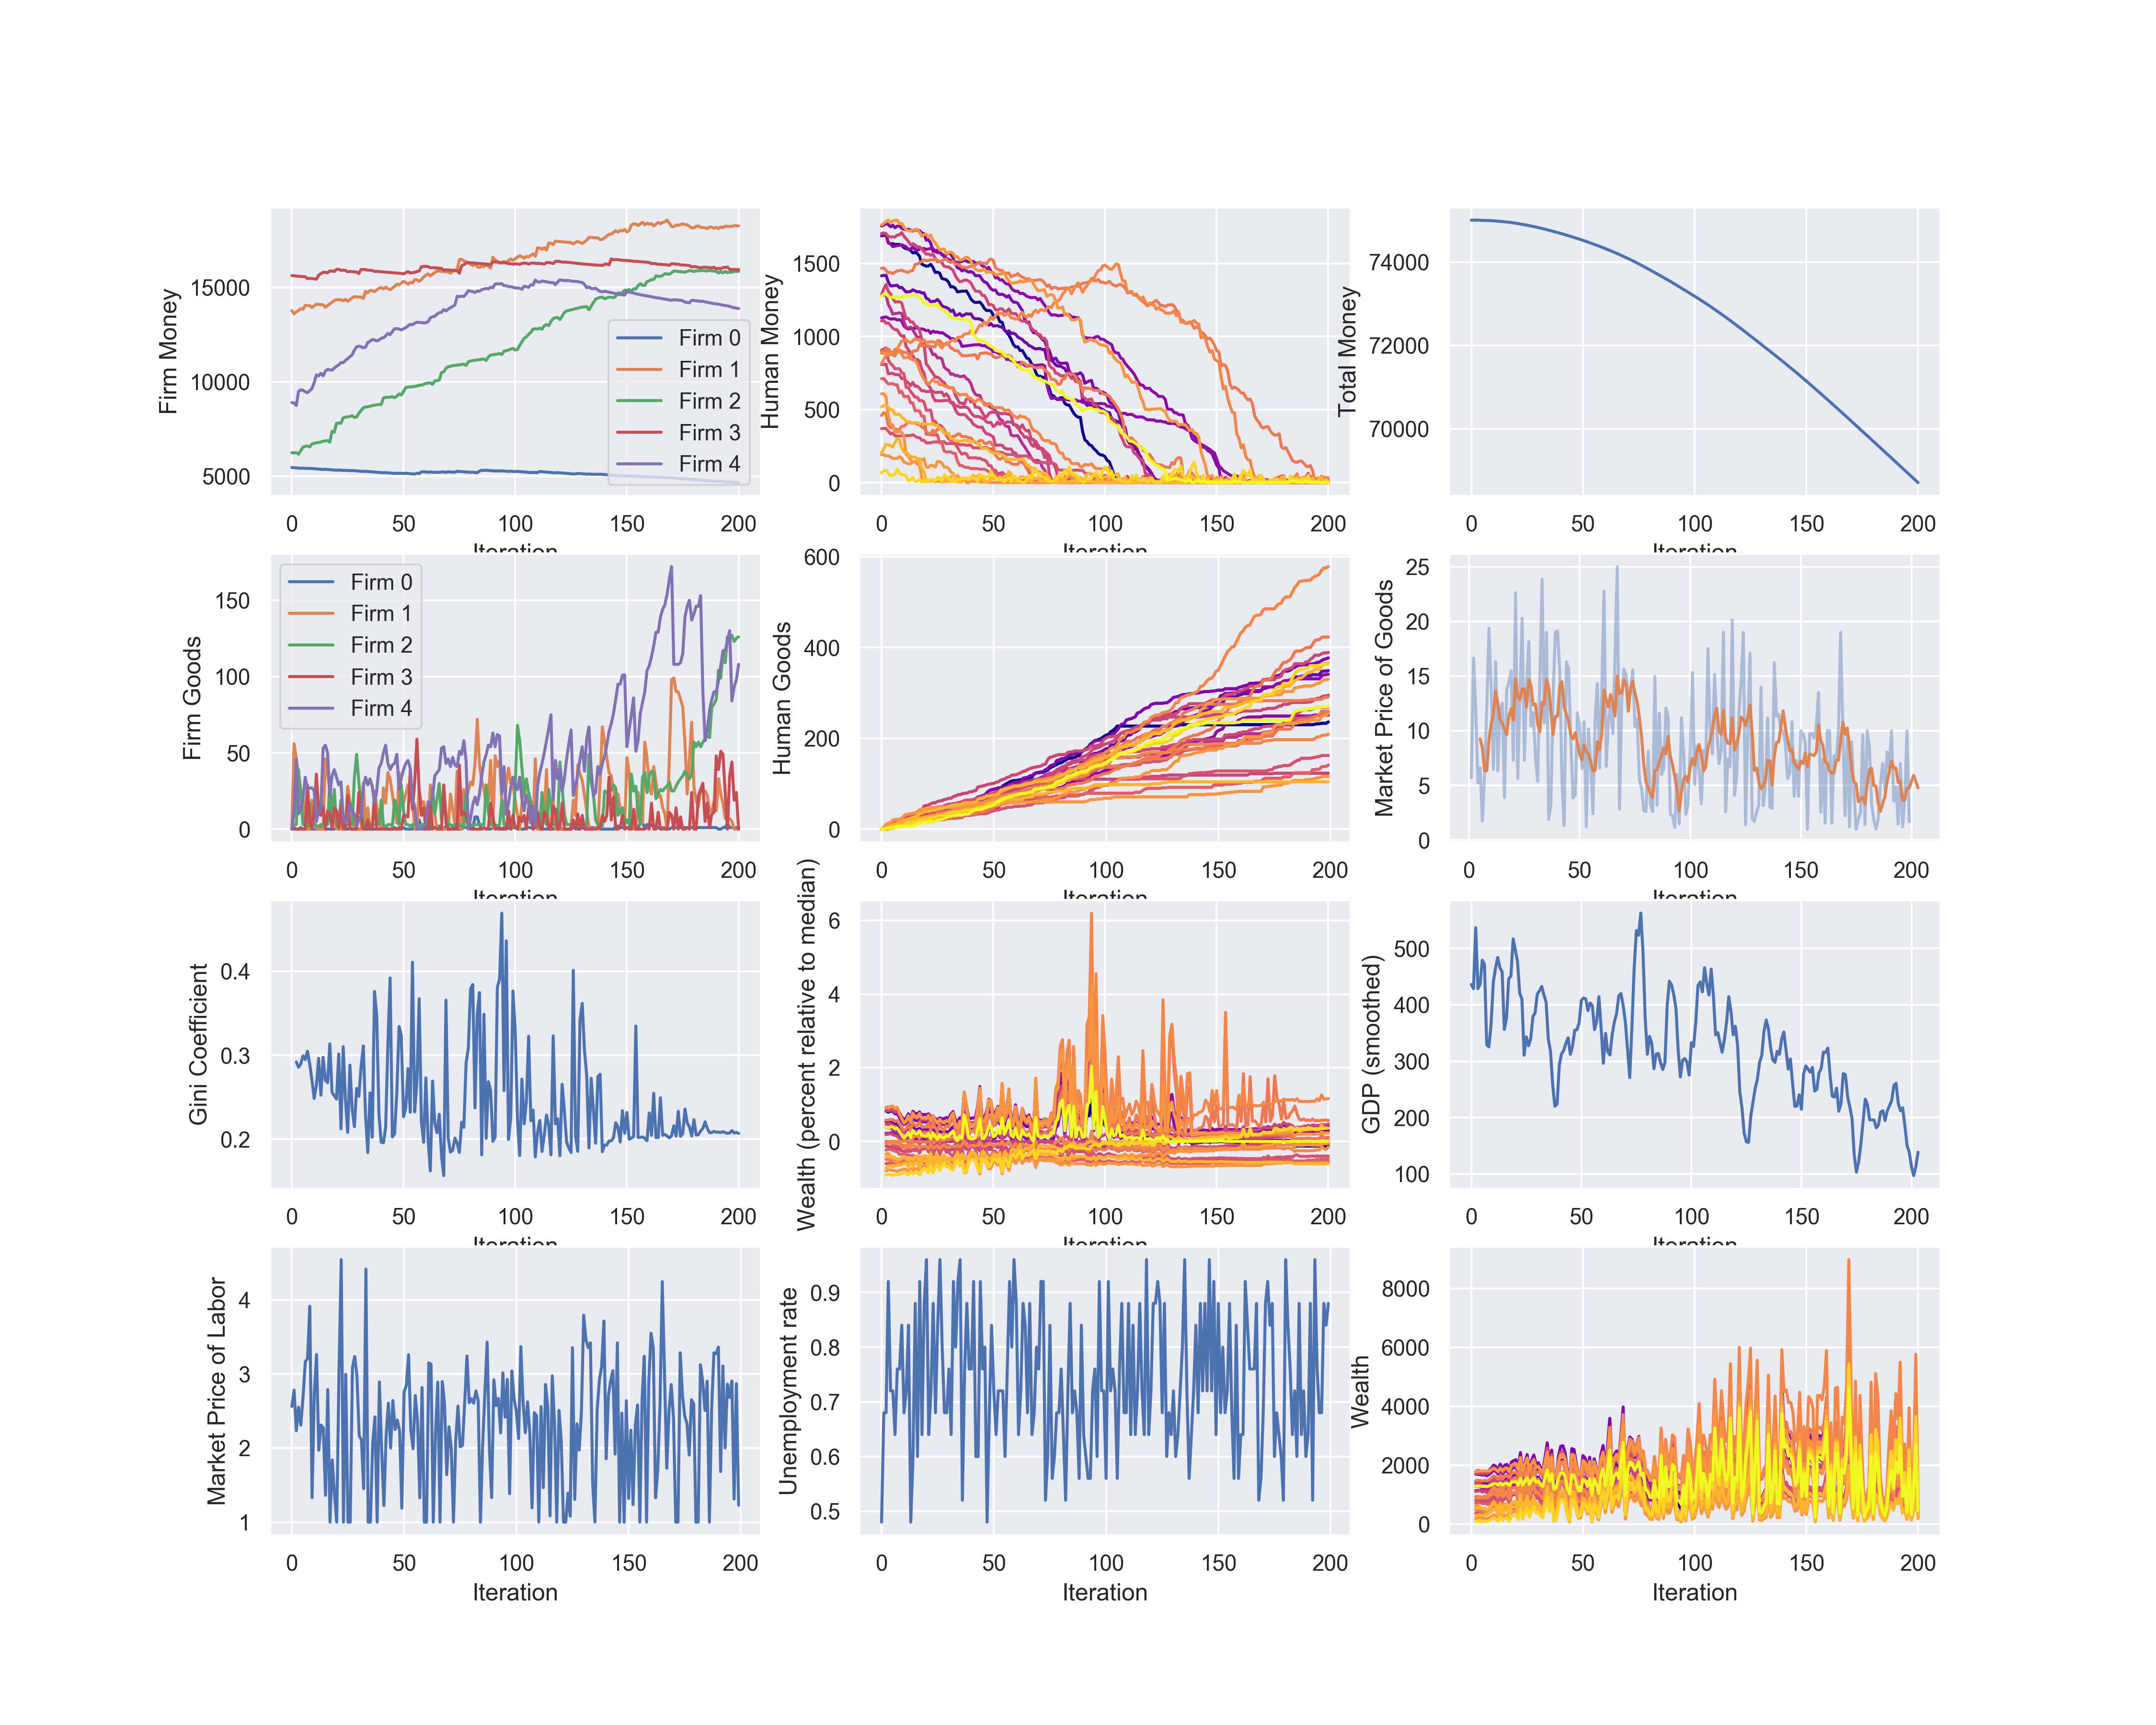 Firm Money
15000
10000
5000
Firm 0
Firm 1
Firm 2
Firm 3
Firm 4
0 50 100 150 200
Iteration
Human Money
1500
1000
500
0
0 50 100 150 200
Iteration
Total Money
74000
72000
70000
0 50 100 150 200
Iteration
Firm Goods
150
100
50
0
Firm 0
Firm 1
Firm 2
Firm 3
Firm 4
0 50 100 150 200
Iteration
Human Goods
600
400
200
0
0 50 100 150 200
Iteration
Market Price of Goods
25
20
15
10
5
0
0 50 100 150 200
Iteration
Gini Coefficient
0.4
0.3
0.2
0 50 100 150 200
Iteration
Wealth (percent relative to median)
6
4
2
0
0 50 100 150 200
Iteration
GDP (smoothed)
500
400
300
200
100
0 50 100 150 200
Iteration
Market Price of Labor
4
3
2
1
0 50 100 150 200
Iteration
Unemployment rate
0.9
0.8
0.7
0.6
0.5
0 50 100 150 200
Iteration
Wealth
8000
6000
4000
2000
0
0 50 100 150 200
Iteration